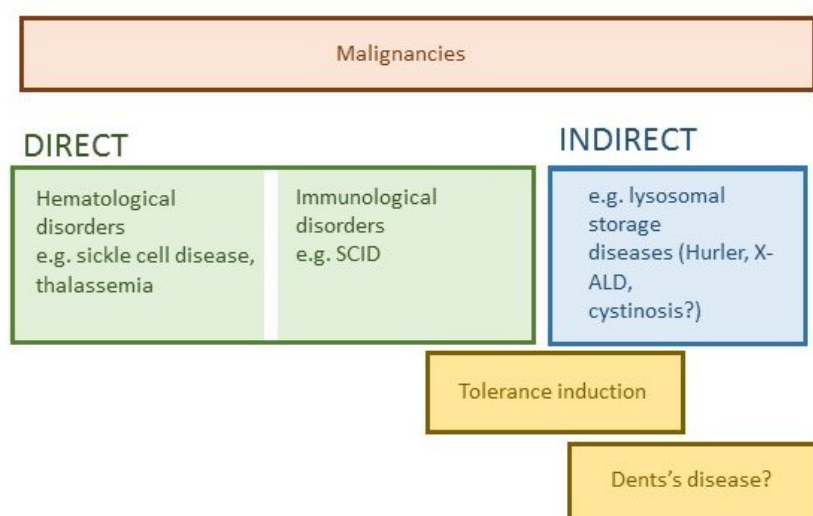 Malignancies
DIRECT
Hematological
disorders
e.g. sickle cell disease,
thalassemia
Immunological
disorders
e.g. SCID
INDIRECT
e.g. lysosomal
storage
diseases (Hurler, X-
ALD,
cystinosis?)
Tolerance induction
Dents's disease?